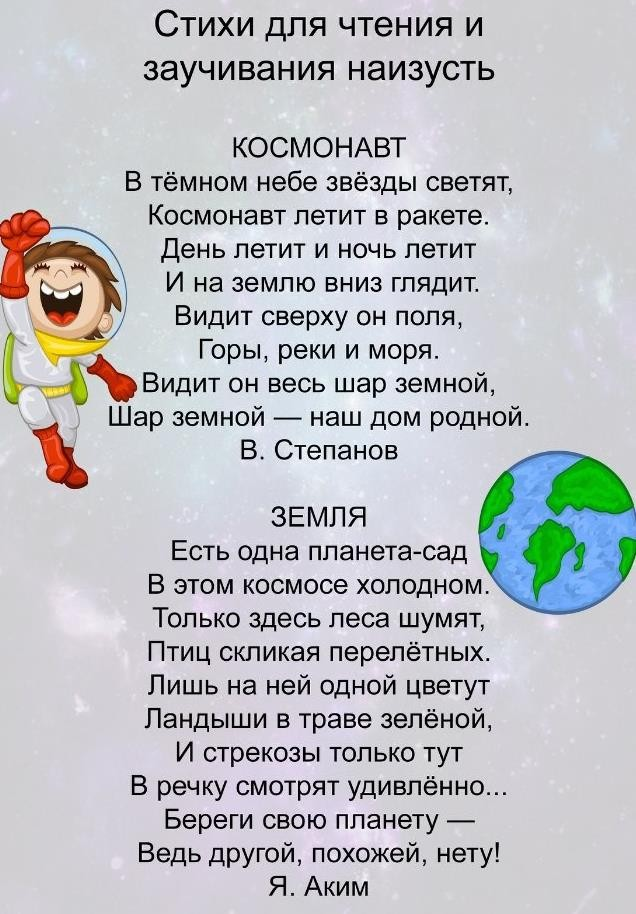 Стихи для чтения и
заучивания наизусть
КОСМОНАВТ
В тёмном небе звёзды светят,
Космонавт летит в ракете.
День летит и ночь летит
И на землю вниз глядит.
Видит сверху он поля,
Горы, реки и моря.
Видит он весь шар земной,
Шар земной — наш дом родной.
В. Степанов
ЗЕМЛЯ
Есть одна планета-сад
В этом космосе холодном.
Только здесь леса шумят,
Птиц скликая перелётных.
Лишь на ней одной цветут
Ландыши в траве зелёной,
И стрекозы только тут
В речку смотрят удивлённо...
Береги свою планету —
Ведь другой, похожей, нету!
Я. Аким